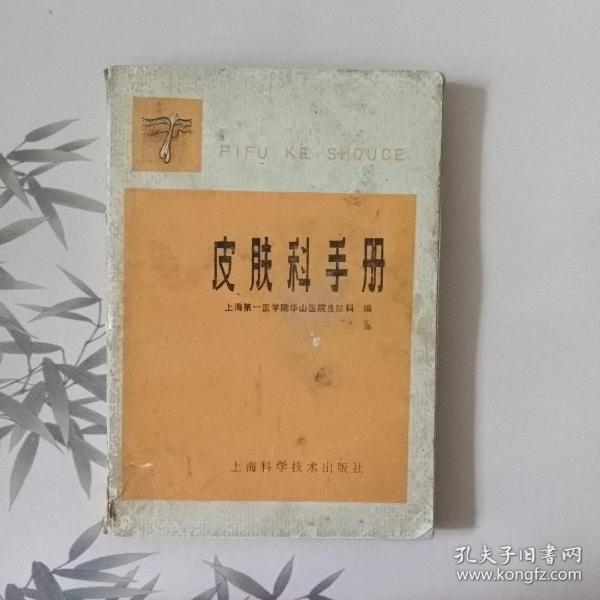 PIFU KE SHOUCE
皮肤科手册
上海第一医学院华山医院皮肤科 编
上海科学技术出版社
孔夫子旧书网
www.kongfz.com